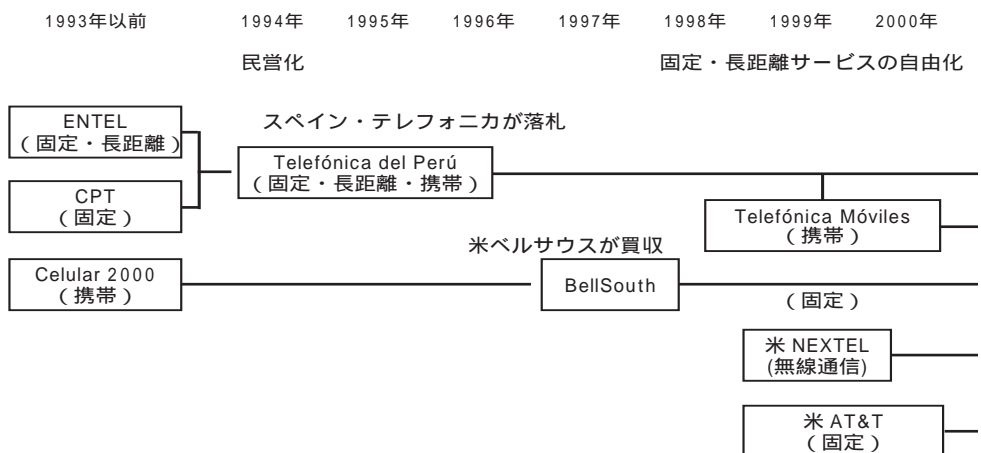 1993年以前 1994年 1995年 1996年 1997年 1998年 1999年 2000年
民営化 固定・長距離サービスの自由化
ENTEL
(固定・長距離)
スペイン・テレフォニカが落札
Telefónica del Perú
(固定・長距離・携帯)
CPT
(固定)
Telefónica Móviles
(携帯)
米ベルサウスが買収
Celular 2000
(携帯)
BellSouth
(固定)
米 NEXTEL
(無線通信)
米 AT&T
(固定)